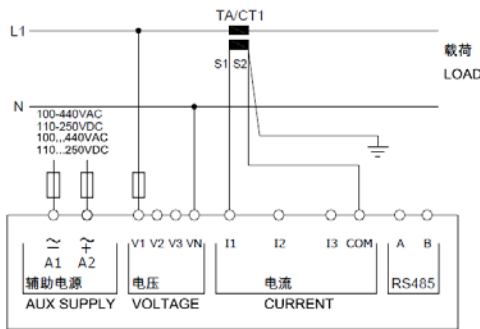 TA/CT1
L1
S1 S2
载荷
LOAD
N
100-440VAC
110-250VDC
100,,,440VAC
110...250VDC
V1 V2 V3 VN I1 I2 I3 COM A B
A1 A2
辅助电源 电压 电流 RS485
AUX SUPPLY VOLTAGE CURRENT